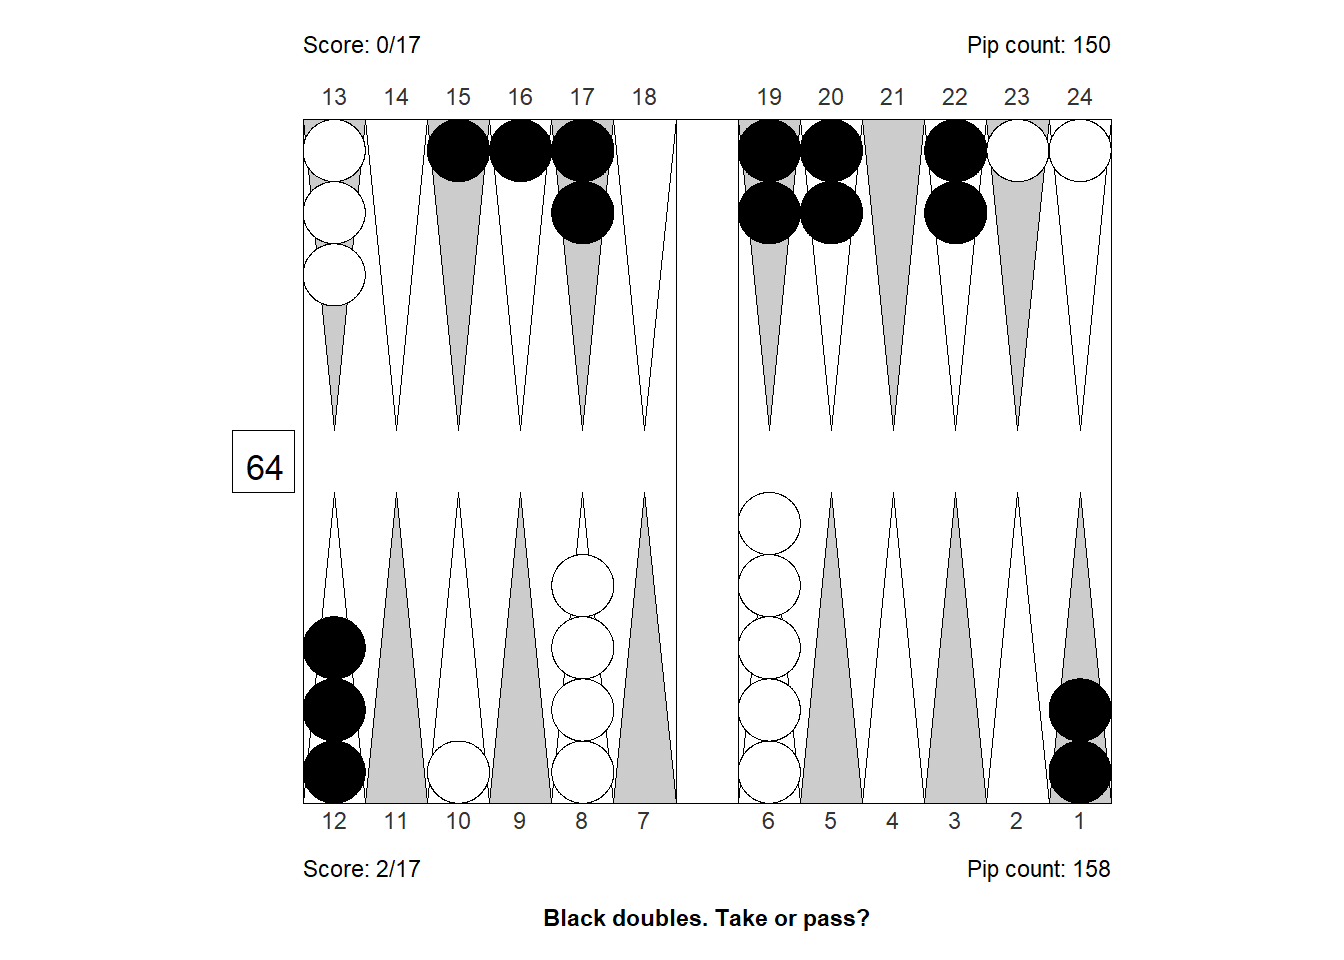 Score: 0/17 Pip count: 150
13 14 15 16 17 18 19 20 21 22 23 24
64
12 11 10 9 8 7 6 5 4 3 2 1
Score: 2/17 Pip count: 158
Black doubles. Take or pass?